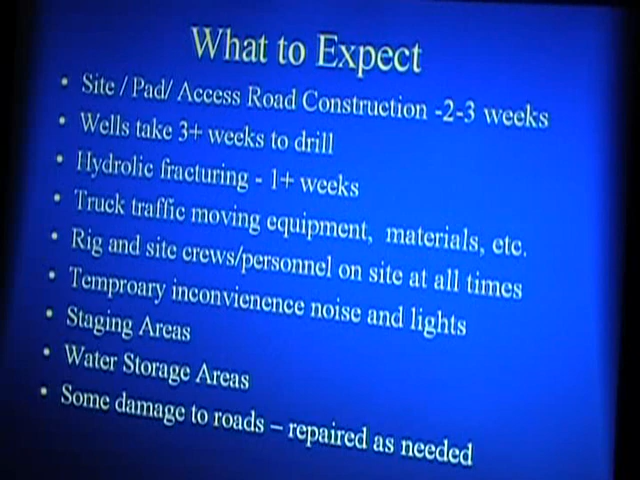 What to Expect
• Site / Pad/ Access Road Construction -2-3 weeks
• Wells take 3+ weeks to drill
• Hydrolic fracturing - 1+ weeks
• Truck traffic moving equipment, materials, etc.
• Rig and site crews/personnel on site at all times
• Temproary inconvienence noise and lights
• Staging Areas
• Water Storage Areas
• Some damage to roads – repaired as needed